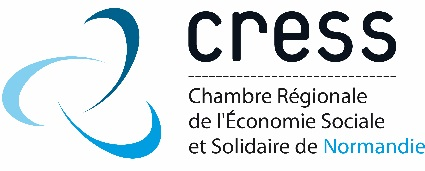 cress
Chambre Régionale
de l'Économie Sociale
et Solidaire de Normandie